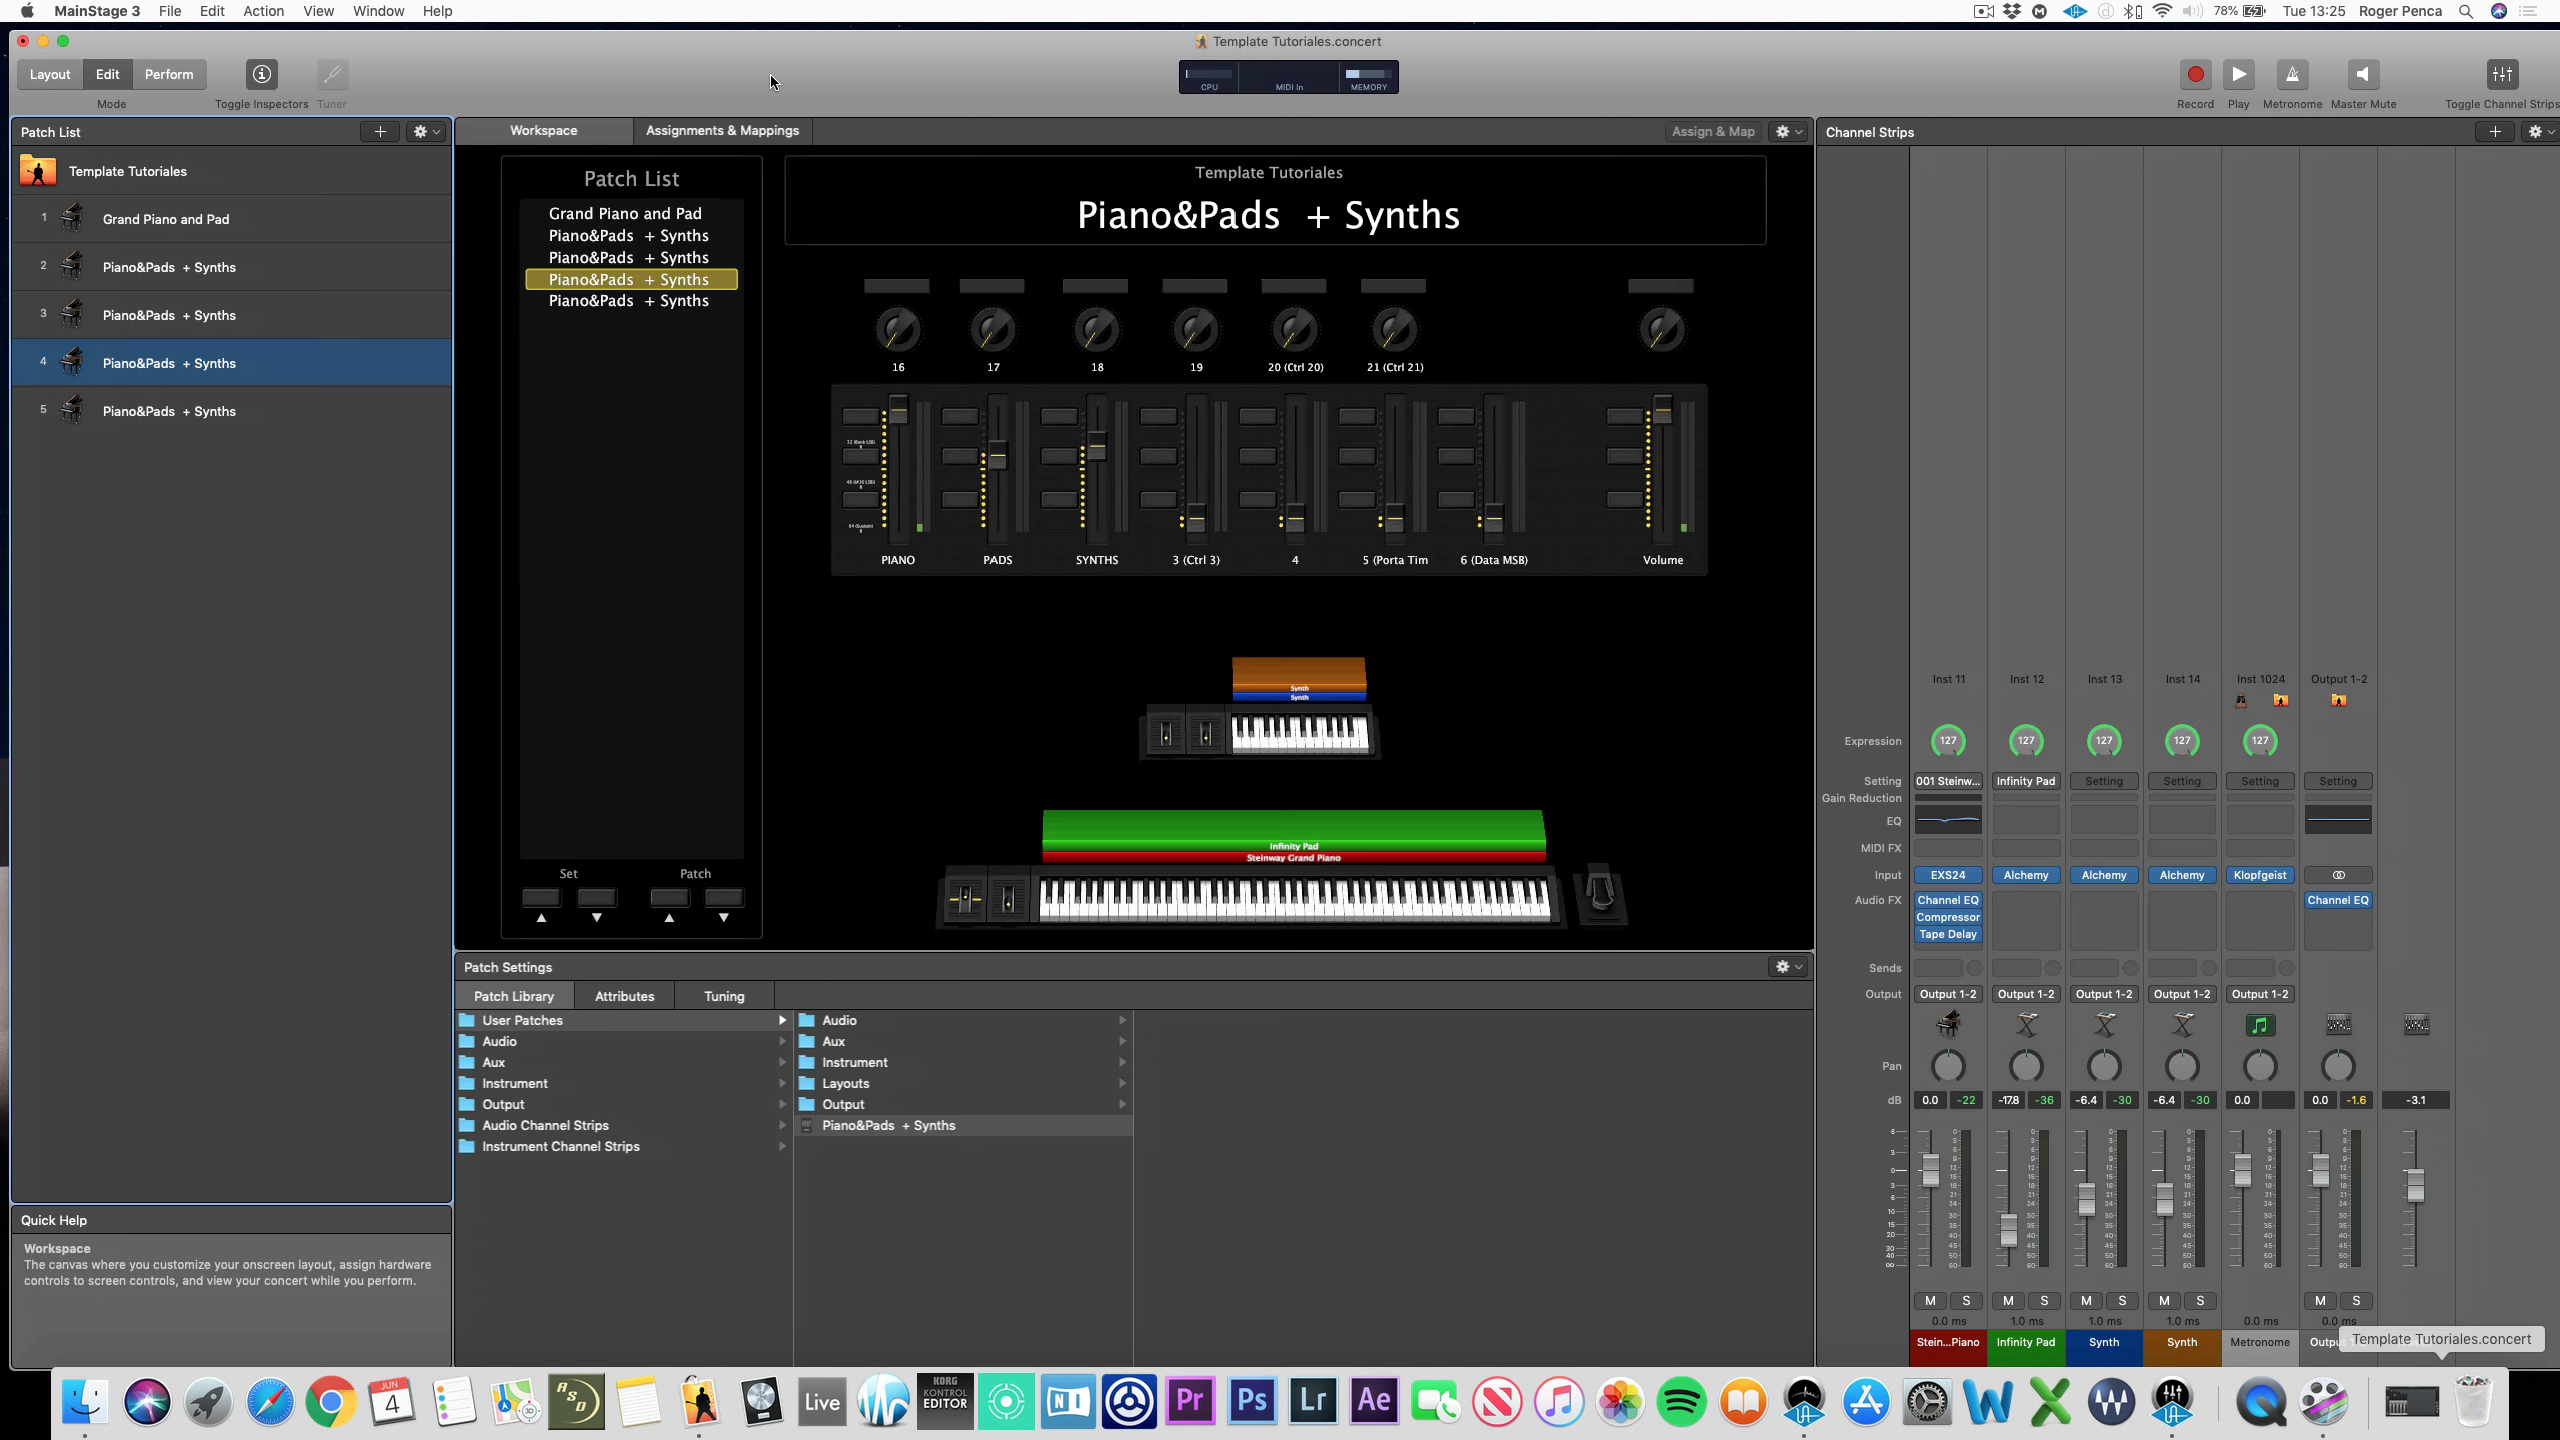 MainStage 3 File Edit Action View Window Help
78% Tue 13:25 Roger Penca
Template Tutoriales.concert
Layout Edit Perform
Mode Toggle Inspectors Tuner
CPU MIDI In MEMORY
Record Play Metronome Master Mute Toggle Channel Strips
Patch List
Template Tutoriales
1 Grand Piano and Pad
2 Piano&Pads + Synths
3 Piano&Pads + Synths
4 Piano&Pads + Synths
5 Piano&Pads + Synths
Quick Help
Workspace
The canvas where you customize your onscreen layout, assign hardware
controls to screen controls, and view your concert while you perform.
Workspace Assignments & Mappings Assign & Map
Patch List
Grand Piano and Pad
Piano&Pads + Synths
Piano&Pads + Synths
Piano&Pads + Synths
Piano&Pads + Synths
Set Patch
Template Tutoriales
Piano&Pads + Synths
16 17 18 19 20 (Ctrl 20) 21 (Ctrl 21)
PIANO PADS SYNTHS 3 (Ctrl 3) 4 5 (Porta Tim 6 (Data MSB) Volume
Synth
Synth
Infinity Pad
Steinway Grand Piano
Patch Settings
Patch Library Attributes Tuning
User Patches
Audio
Aux
Instrument
Output
Audio Channel Strips
Instrument Channel Strips
Audio
Aux
Instrument
Layouts
Output
Piano&Pads + Synths
Channel Strips
Inst 11 Inst 12 Inst 13 Inst 14 Inst 1024 Output 1-2
Expression 127 127 127 127 127
Setting 001 Steinw... Infinity Pad Setting Setting Setting Setting
Gain Reduction
EQ
MIDI FX
Input EXS24 Alchemy Alchemy Alchemy Klopfgeist
Audio FX Channel EQ Channel EQ
Compressor
Tape Delay
Sends
Output Output 1-2 Output 1-2 Output 1-2 Output 1-2 Output 1-2
Pan
dB 0.0 -22 -17.8 -36 -6.4 -30 -6.4 -30 0.0 0.0 -1.6 -3.1
M S M S M S M S M S
0.0 ms 1.0 ms 1.0 ms 1.0 ms 0.0 ms 0.0 ms
Stein...Piano Infinity Pad Synth Synth Metronome
Template Tutoriales.concert
JUN
4
ASD
Live
KORG
KONTROL
EDITOR
Pr Ps Lr Ae